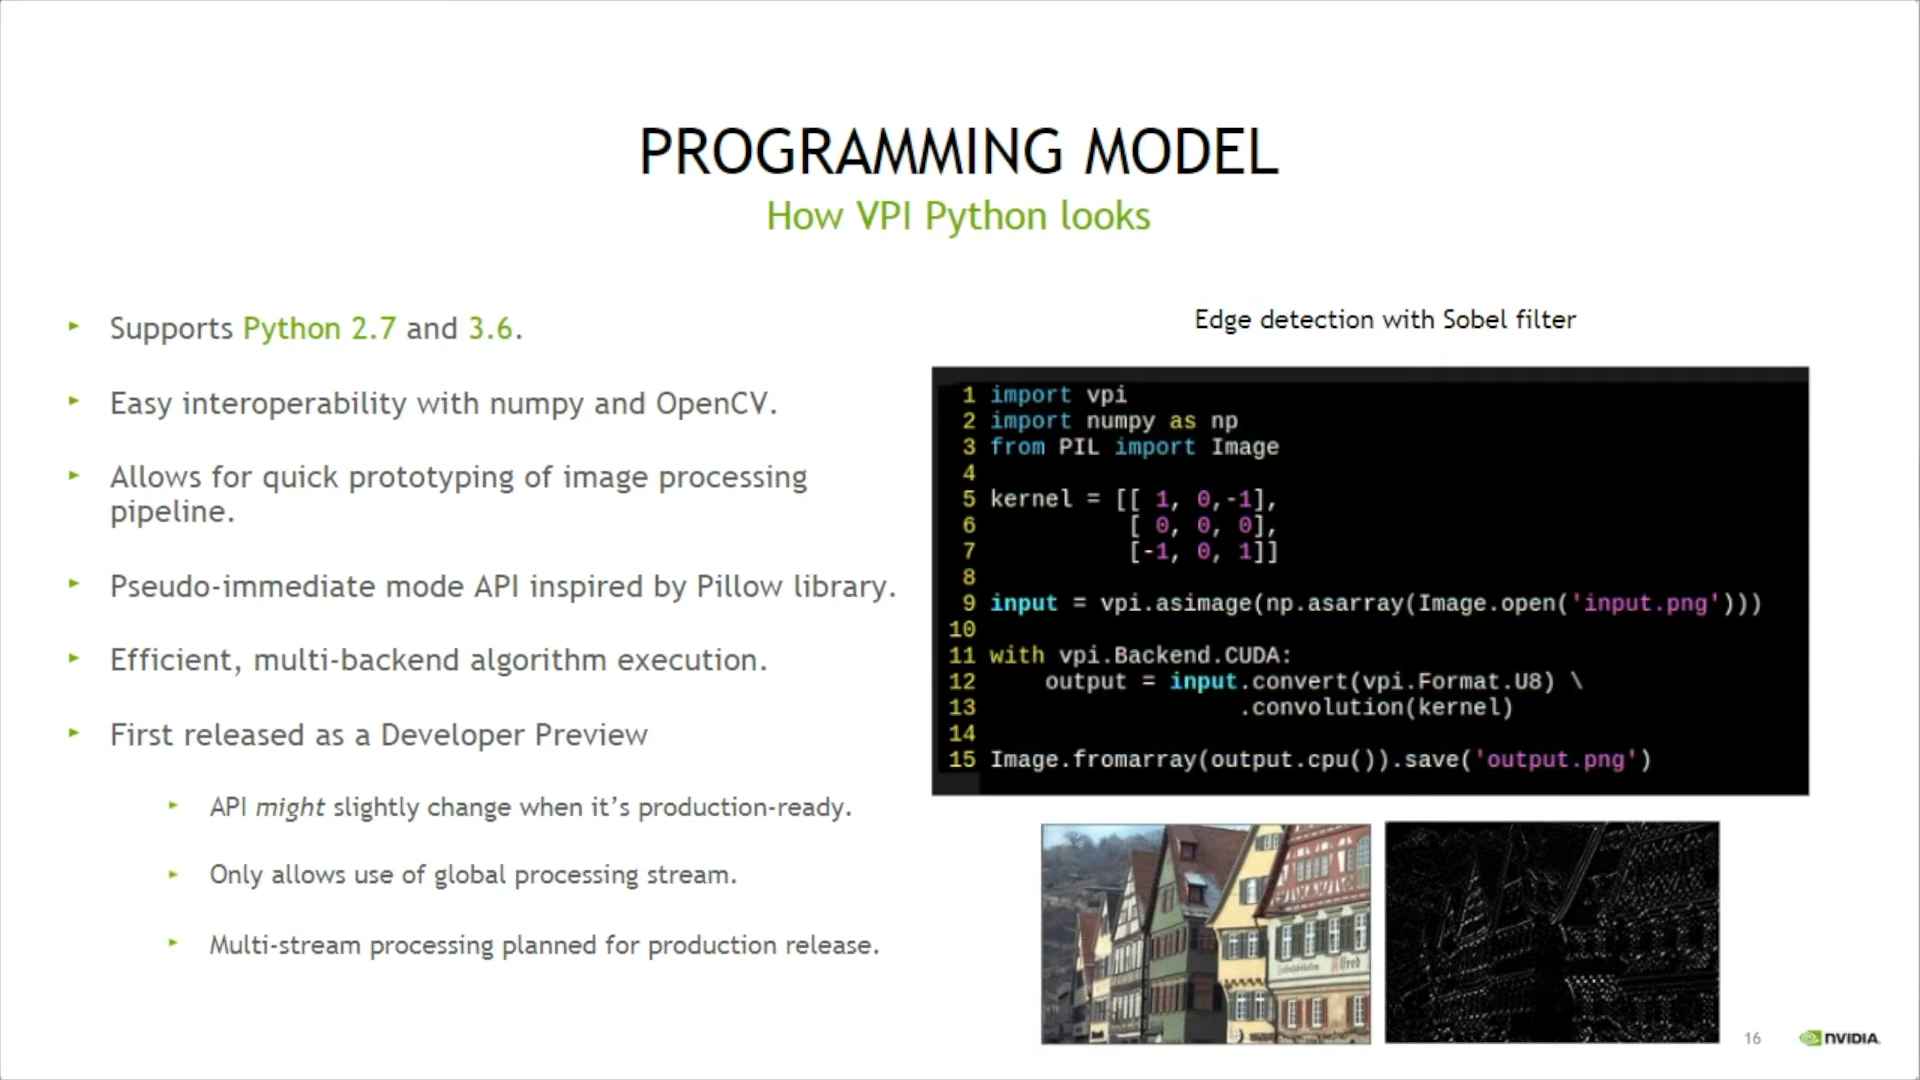 PROGRAMMING MODEL
How VPI Python looks
Supports Python 2.7 and 3.6.
Easy interoperability with numpy and OpenCV.
Allows for quick prototyping of image processing
pipeline.
Pseudo-immediate mode API inspired by Pillow library.
Efficient, multi-backend algorithm execution.
First released as a Developer Preview
API might slightly change when it's production-ready.
Only allows use of global processing stream.
Multi-stream processing planned for production release.
Edge detection with Sobel filter
1 import vpi
2 import numpy as np
3 from PIL import Image
4
5 kernel = [[ 1, 0,-1],
6           [ 0, 0, 0],
7           [-1, 0, 1]]
8
9 input = vpi.asimage(np.asarray(Image.open('input.png')))
10
11 with vpi.Backend.CUDA:
12     output = input.convert(vpi.Format.U8) \
13                   .convolution(kernel)
14
15 Image.fromarray(output.cpu()).save('output.png')
Alfred
16
NVIDIA.